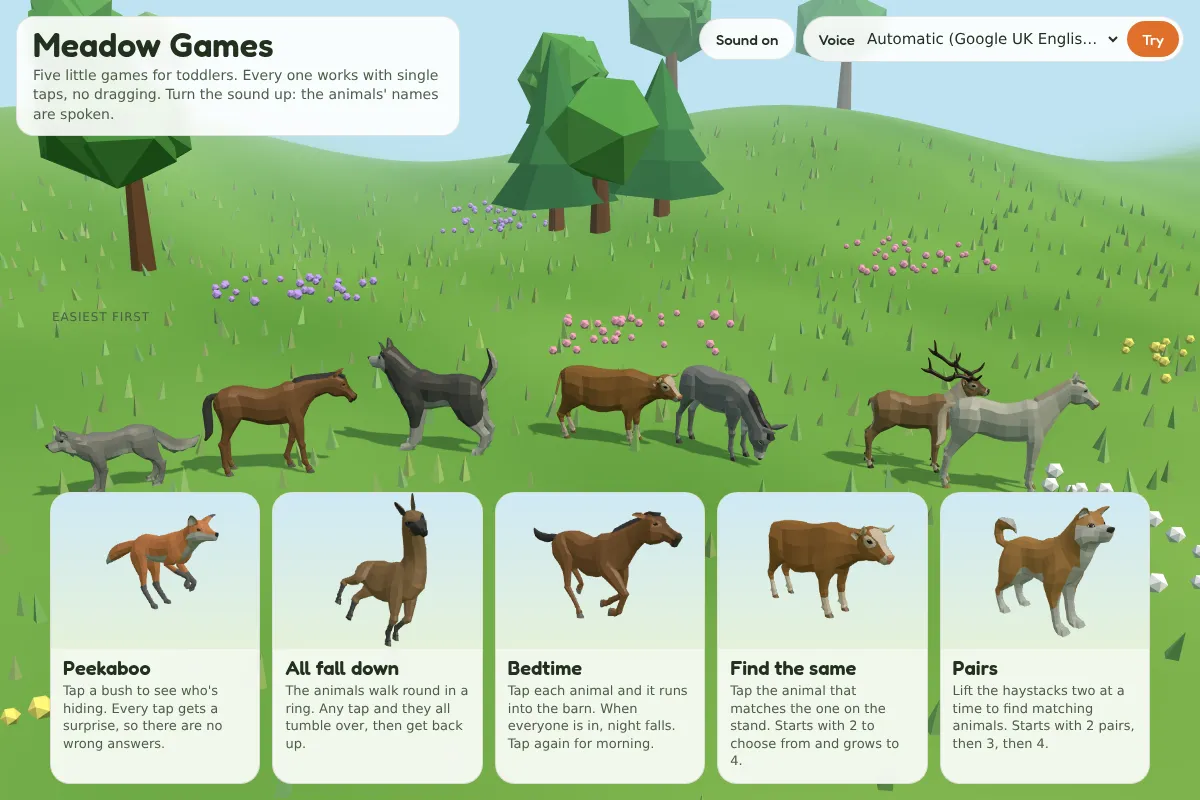 Meadow Games
Five little games for toddlers. Every one works with single
taps, no dragging. Turn the sound up: the animals' names
are spoken.
Sound on
Voice Automatic (Google UK Englis... Try
EASIEST FIRST
Peekaboo
Tap a bush to see who's
hiding. Every tap gets a
surprise, so there are no
wrong answers.
All fall down
The animals walk round in a
ring. Any tap and they all
tumble over, then get back
up.
Bedtime
Tap each animal and it runs
into the barn. When
everyone is in, night falls.
Tap again for morning.
Find the same
Tap the animal that
matches the one on the
stand. Starts with 2 to
choose from and grows to
4.
Pairs
Lift the haystacks two at a
time to find matching
animals. Starts with 2 pairs,
then 3, then 4.